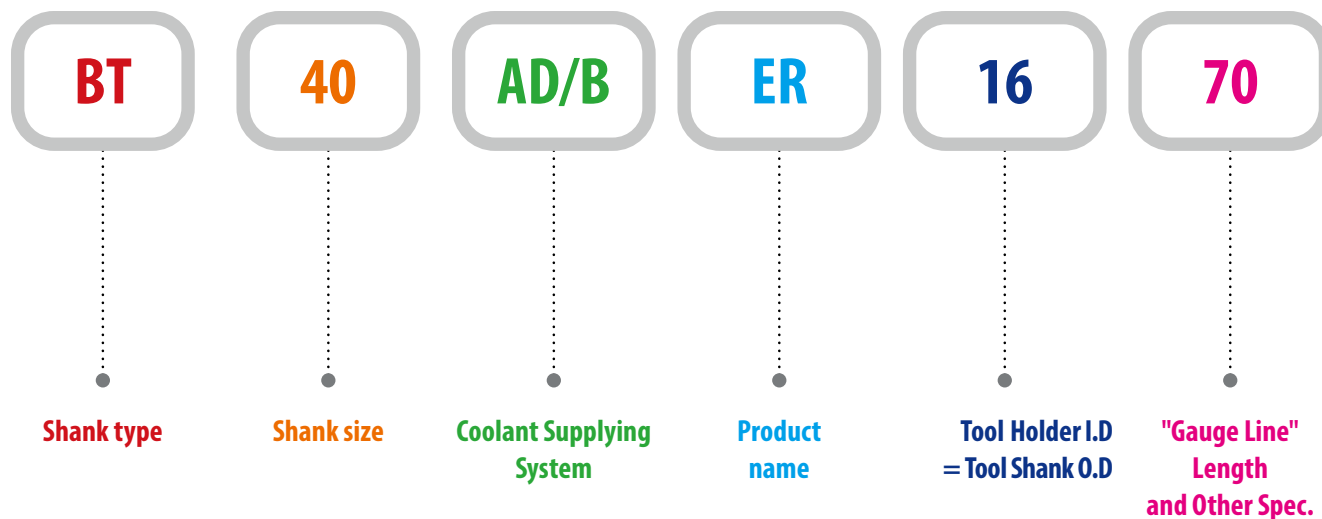 BT
40
AD/B
ER
16
70
Shank type
Shank size
Coolant Supplying
System
Product
name
Tool Holder I.D
= Tool Shank O.D
"Gauge Line"
Length
and Other Spec.